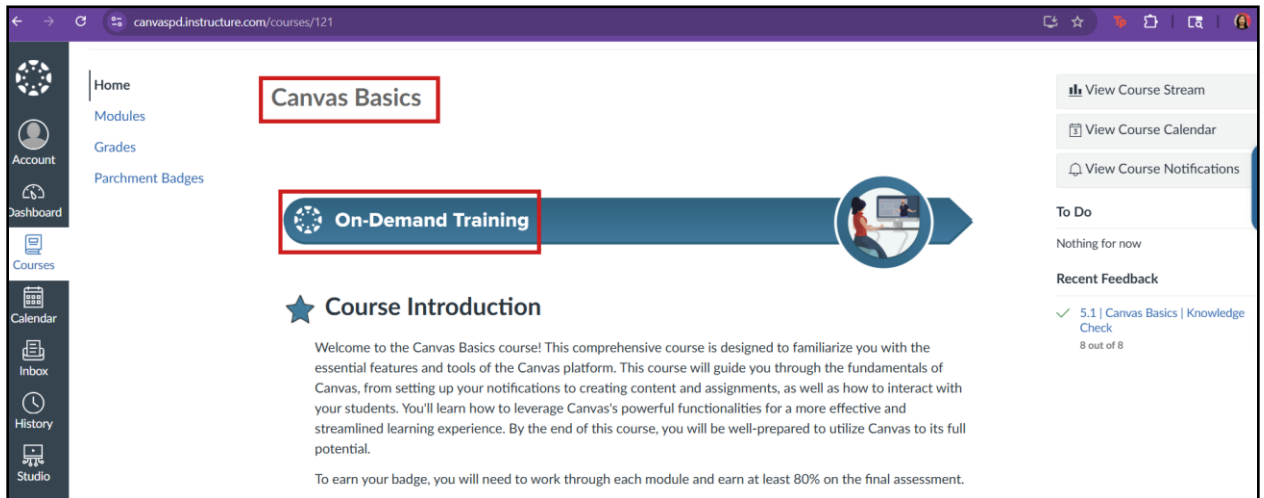 canvaspd.instructure.com/courses/121
Tp
Account
Dashboard
Courses
Calendar
Inbox
History
Studio
Home
Modules
Grades
Parchment Badges
Canvas Basics
On-Demand Training
Course Introduction
Welcome to the Canvas Basics course! This comprehensive course is designed to familiarize you with the
essential features and tools of the Canvas platform. This course will guide you through the fundamentals of
Canvas, from setting up your notifications to creating content and assignments, as well as how to interact with
your students. You'll learn how to leverage Canvas's powerful functionalities for a more effective and
streamlined learning experience. By the end of this course, you will be well-prepared to utilize Canvas to its full
potential.
To earn your badge, you will need to work through each module and earn at least 80% on the final assessment.
View Course Stream
View Course Calendar
View Course Notifications
To Do
Nothing for now
Recent Feedback
5.1 | Canvas Basics | Knowledge
Check
8 out of 8